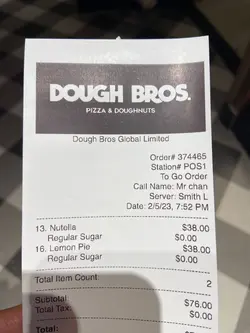 DOUGH BROS.
PIZZA & DOUGHNUTS
Dough Bros Global Limited
Order# 374465
Station# POS1
To Go Order
Call Name: Mr chan
Server: Smith L
Date: 2/5/23, 7:52 PM
13. Nutella $38.00
Regular Sugar $0.00
16. Lemon Pie $38.00
Regular Sugar $0.00
Total Item Count: 2
Subtotal: $76.00
Total Tax: $0.00
Total: